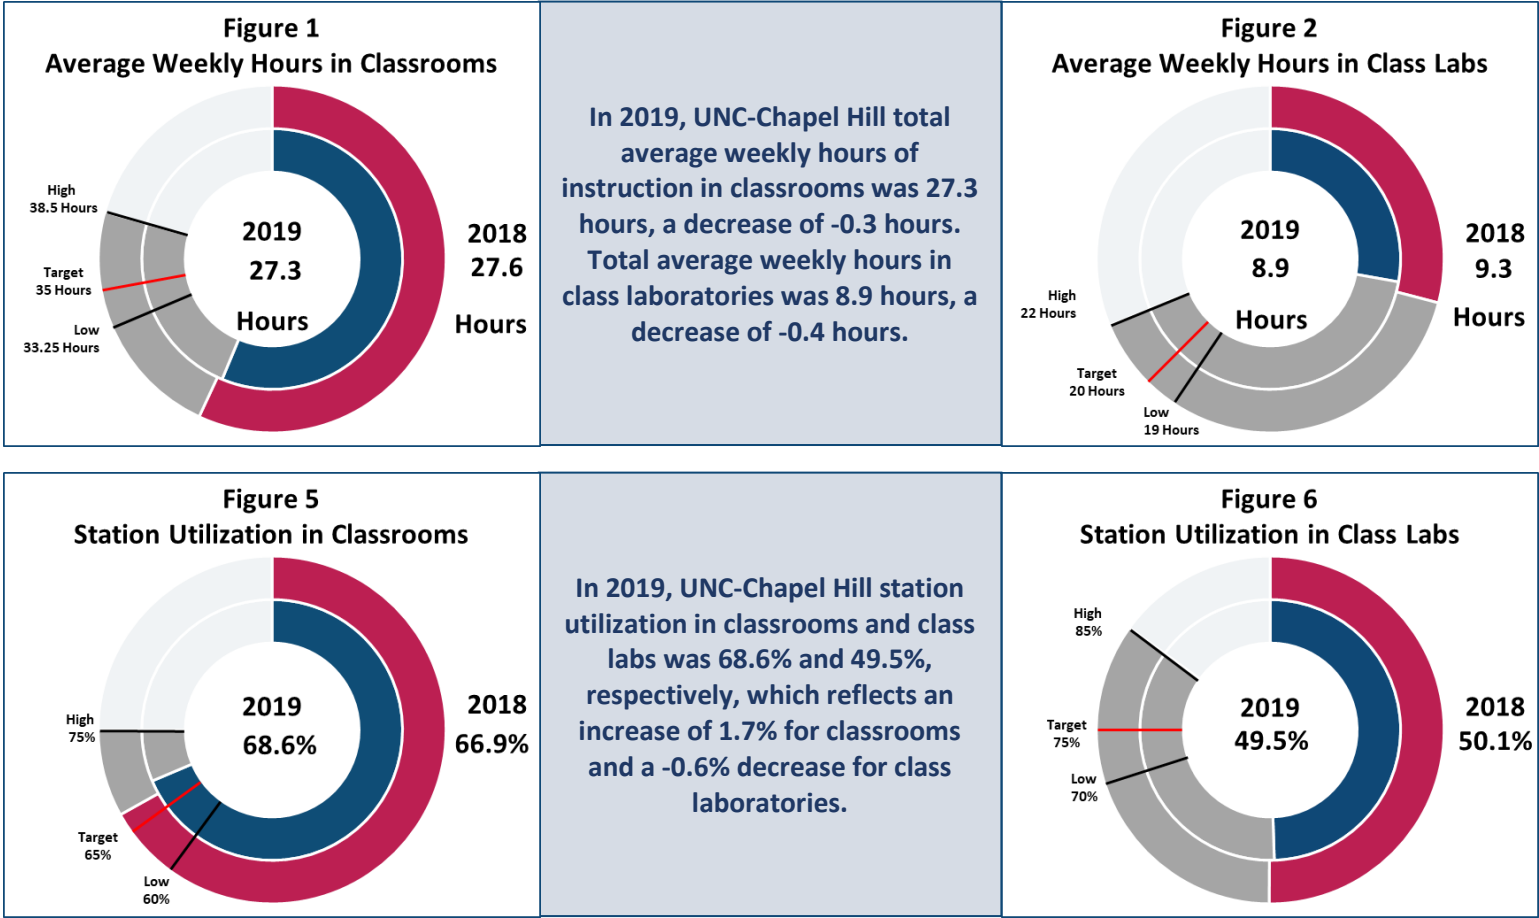 Figure 1
Average Weekly Hours in Classrooms
High
38.5 Hours
Target
35 Hours
Low
33.25 Hours
2019
27.3
Hours
2018
27.6
Hours
In 2019, UNC-Chapel Hill total
average weekly hours of
instruction in classrooms was 27.3
hours, a decrease of -0.3 hours.
Total average weekly hours in
class laboratories was 8.9 hours, a
decrease of -0.4 hours.
Figure 2
Average Weekly Hours in Class Labs
High
22 Hours
Target
20 Hours
Low
19 Hours
2019
8.9
Hours
2018
9.3
Hours
Figure 5
Station Utilization in Classrooms
High
75%
Target
65%
Low
60%
2019
68.6%
2018
66.9%
In 2019, UNC-Chapel Hill station
utilization in classrooms and class
labs was 68.6% and 49.5%,
respectively, which reflects an
increase of 1.7% for classrooms
and a -0.6% decrease for class
laboratories.
Figure 6
Station Utilization in Class Labs
High
85%
Target
75%
Low
70%
2019
49.5%
2018
50.1%